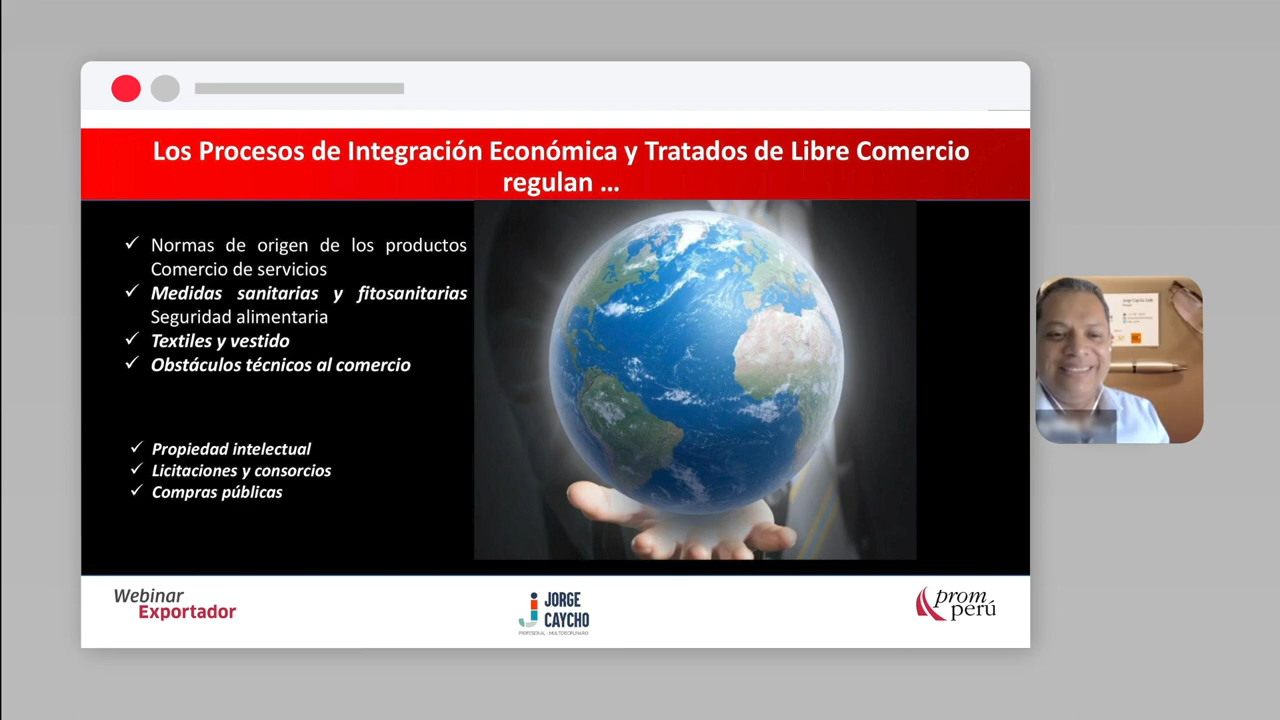 Los Procesos de Integración Económica y Tratados de Libre Comercio
regulan ...
✓ Normas de origen de los productos
Comercio de servicios
✓ Medidas sanitarias y fitosanitarias
Seguridad alimentaria
✓ Textiles y vestido
✓ Obstáculos técnicos al comercio
✓ Propiedad intelectual
✓ Licitaciones y consorcios
✓ Compras públicas
Webinar
Exportador
JORGE
CAYCHO
PROFESIONAL MULTIDISCIPLINARIO
prom
perú